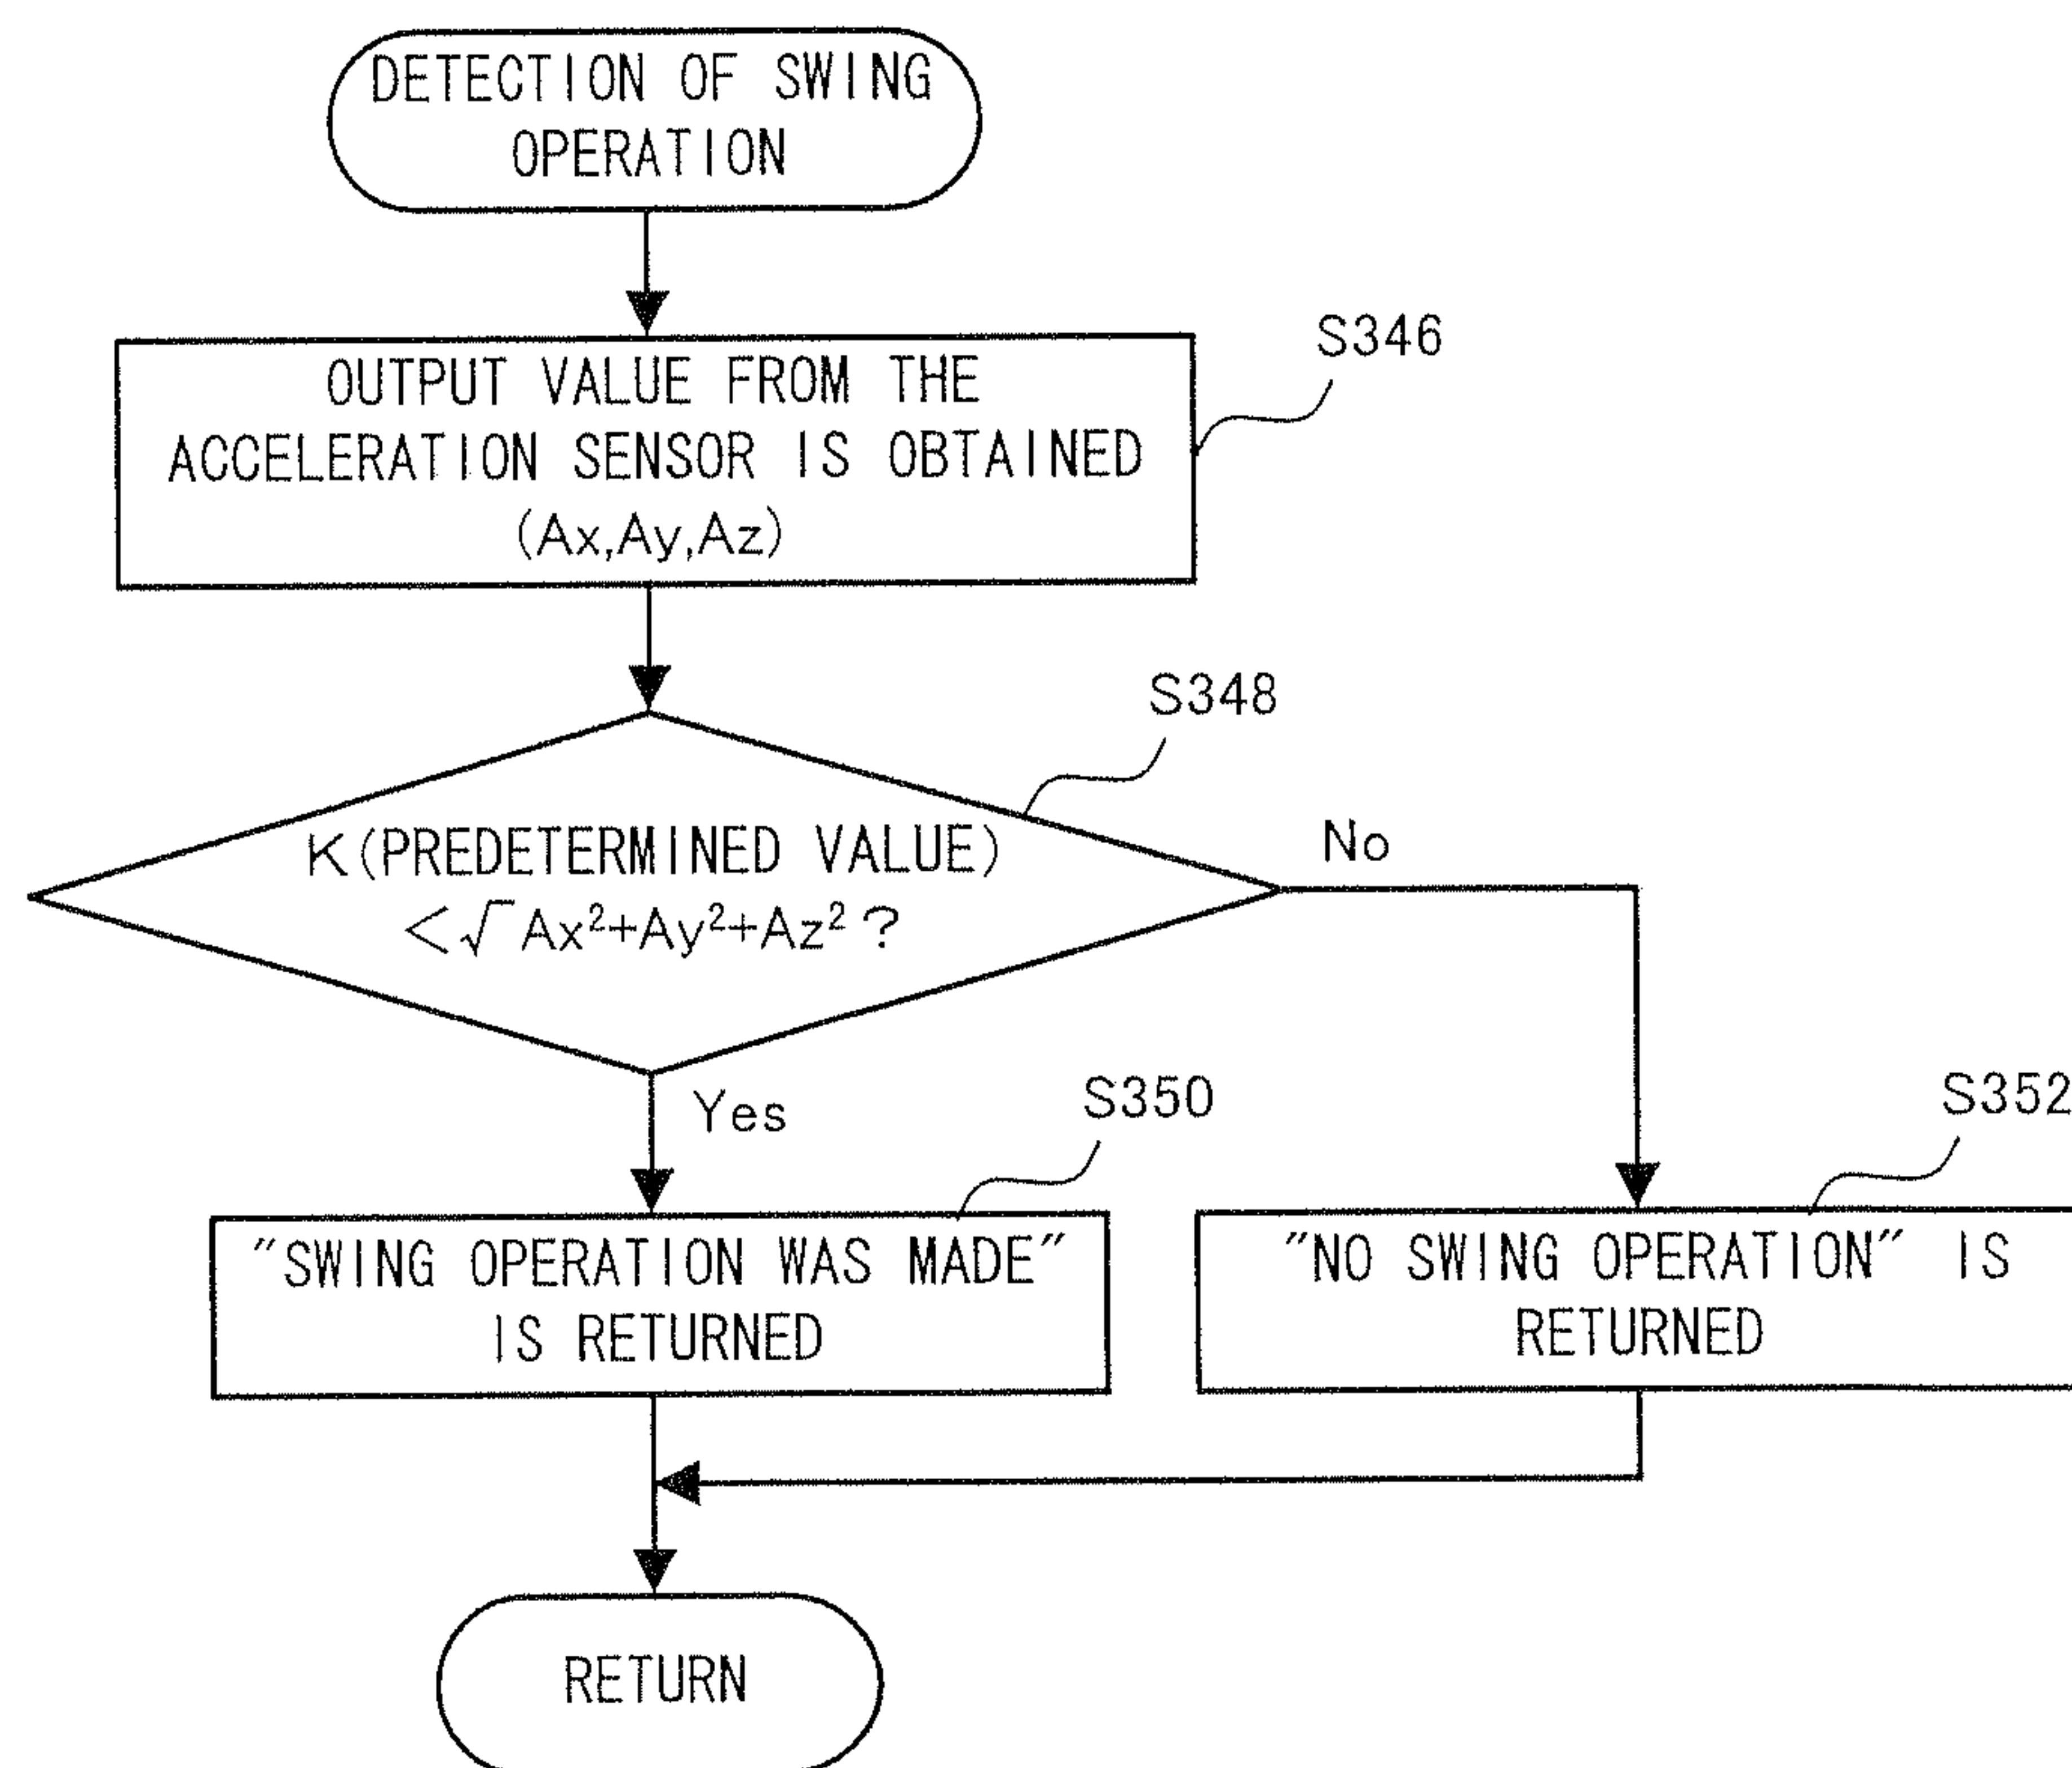 DETECTION OF SWING
OPERATION
S346
OUTPUT VALUE FROM THE
ACCELERATION SENSOR IS OBTAINED
(Ax,Ay,Az)
S348
K(PREDETERMINED VALUE)
<√Ax²+Ay²+Az²?
No
Yes
S350
S352
"SWING OPERATION WAS MADE"
IS RETURNED
"NO SWING OPERATION" IS
RETURNED
RETURN